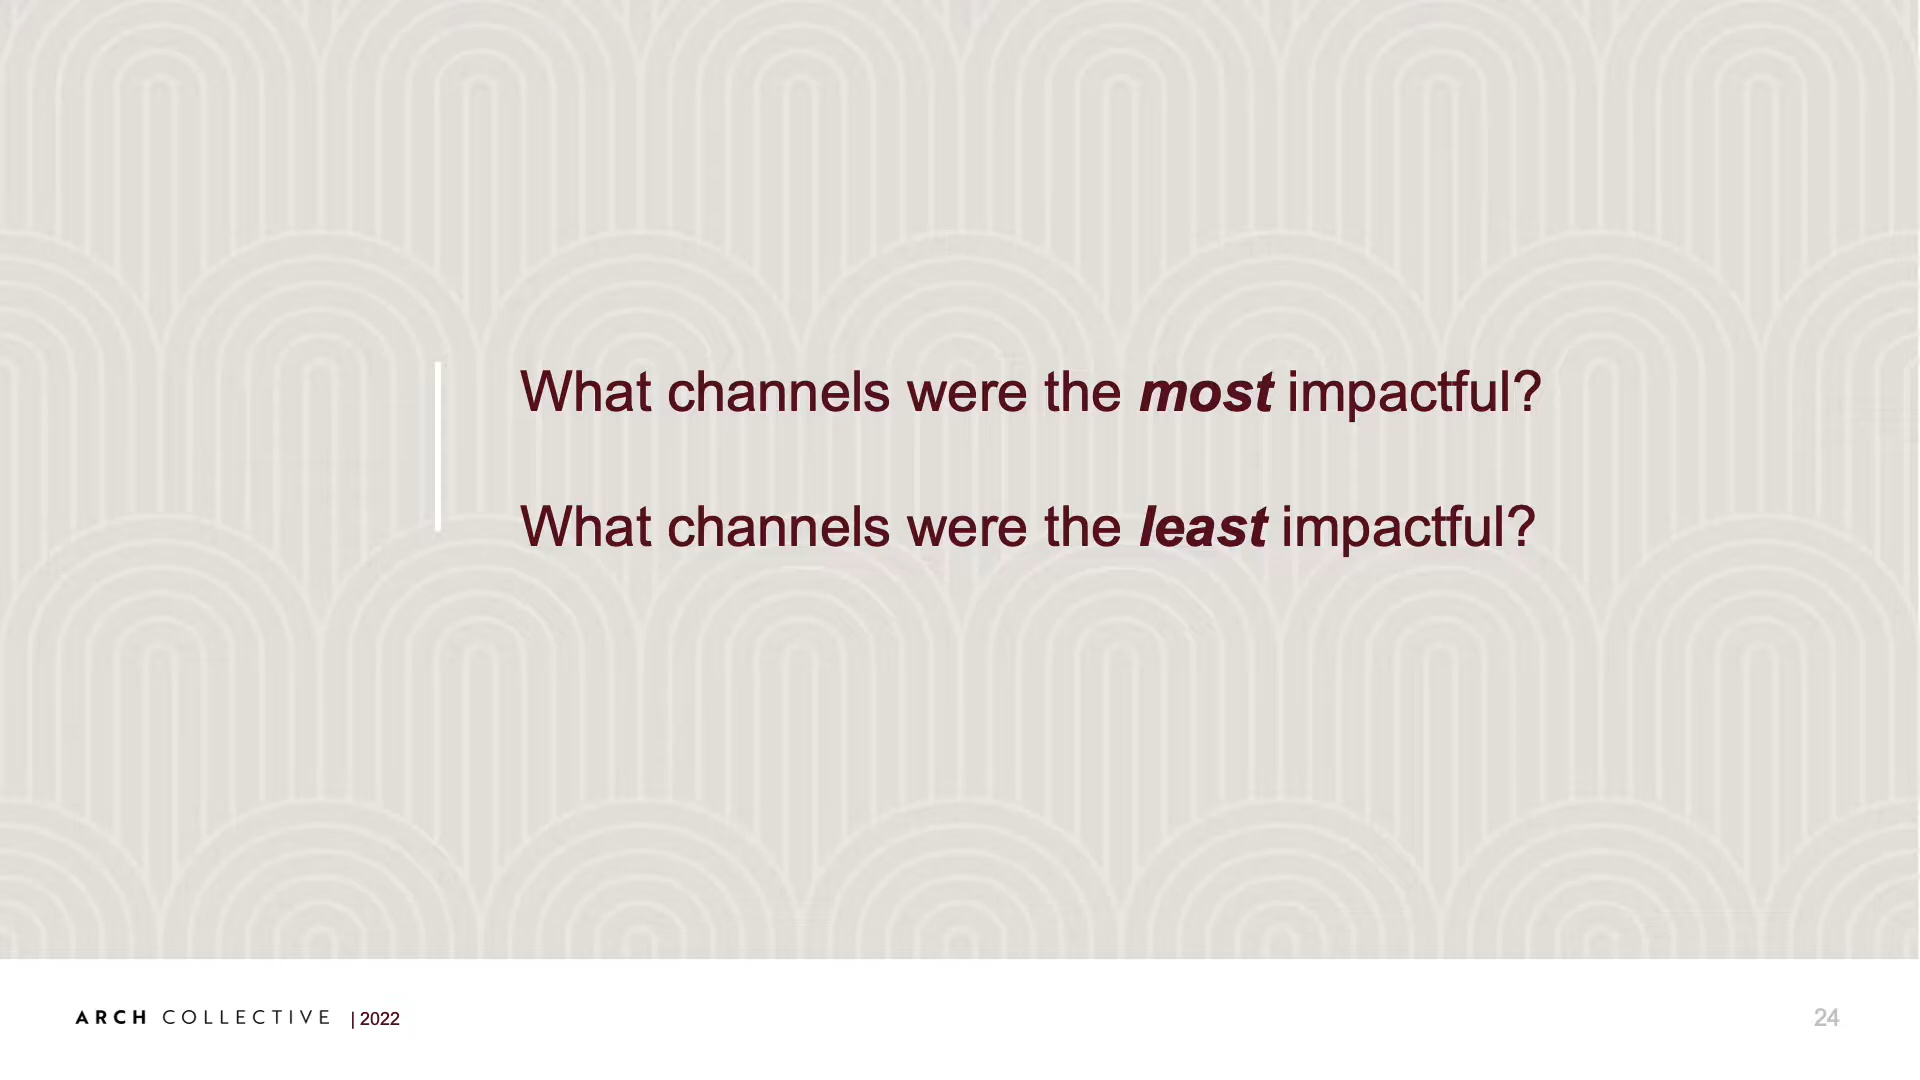 What channels were the most impactful?
What channels were the least impactful?
ARCH COLLECTIVE | 2022
24